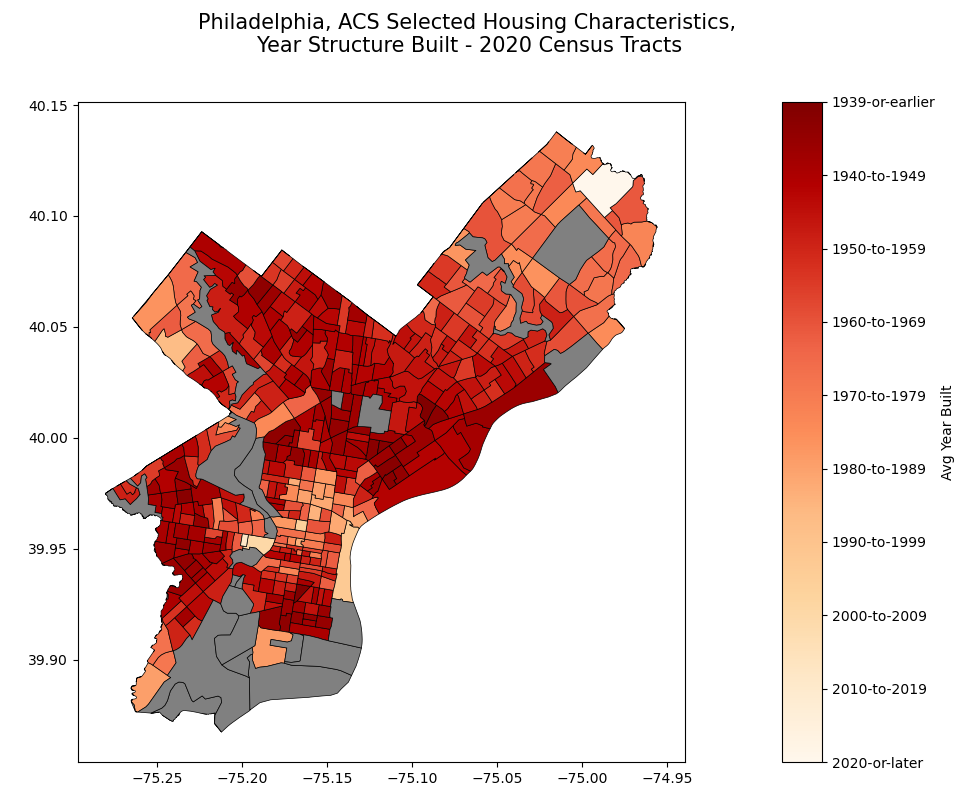 Philadelphia, ACS Selected Housing Characteristics,
Year Structure Built - 2020 Census Tracts
40.15
40.10
40.05
40.00
39.95
39.90
−75.25
−75.20
−75.15
−75.10
−75.05
−75.00
−74.95
1939-or-earlier
1940-to-1949
1950-to-1959
1960-to-1969
1970-to-1979
1980-to-1989
1990-to-1999
2000-to-2009
2010-to-2019
2020-or-later
Avg Year Built